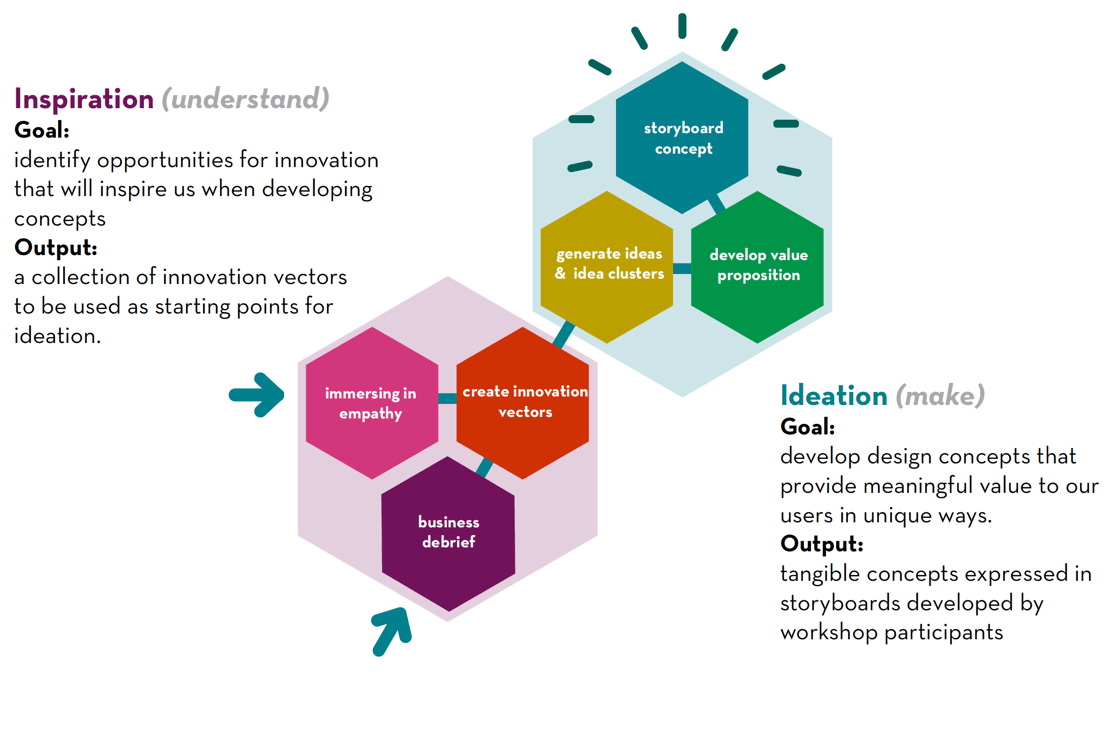 Inspiration (understand)
Goal:
identify opportunities for innovation
that will inspire us when developing
concepts
Output:
a collection of innovation vectors
to be used as starting points for
ideation.
storyboard
concept
generate ideas
& idea clusters
develop value
proposition
immersing in
empathy
create innovation
vectors
business
debrief
Ideation (make)
Goal:
develop design concepts that
provide meaningful value to our
users in unique ways.
Output:
tangible concepts expressed in
storyboards developed by
workshop participants